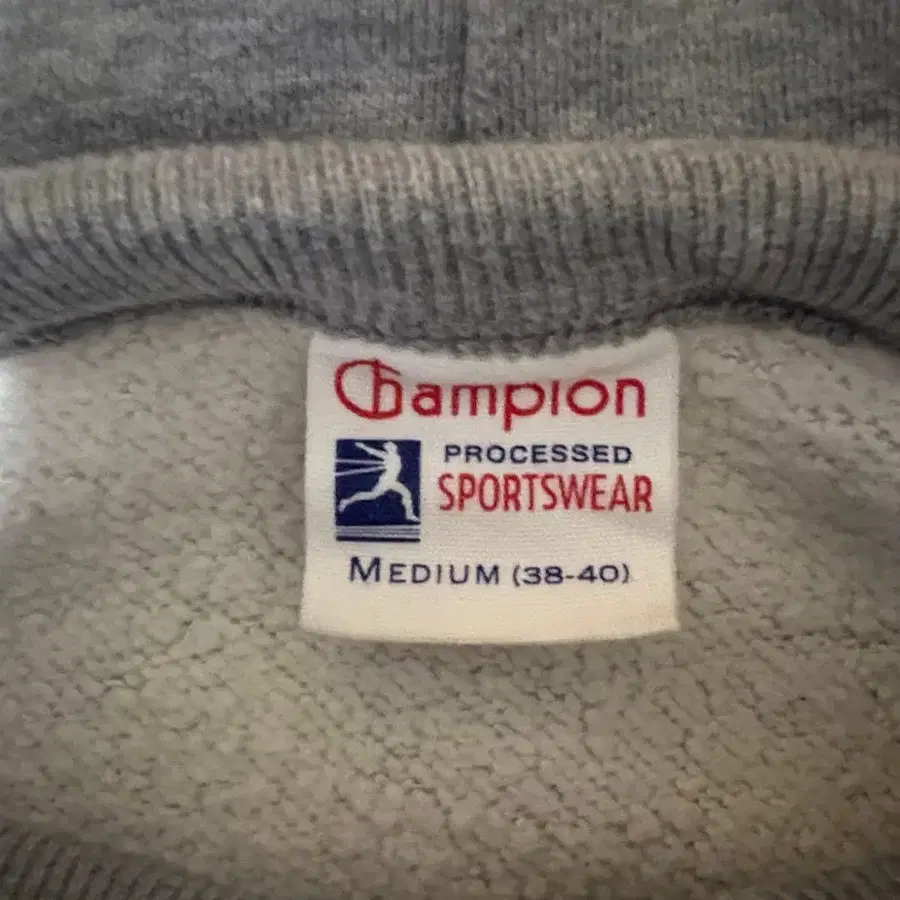 Champion
PROCESSED
SPORTSWEAR
MEDIUM (38-40)